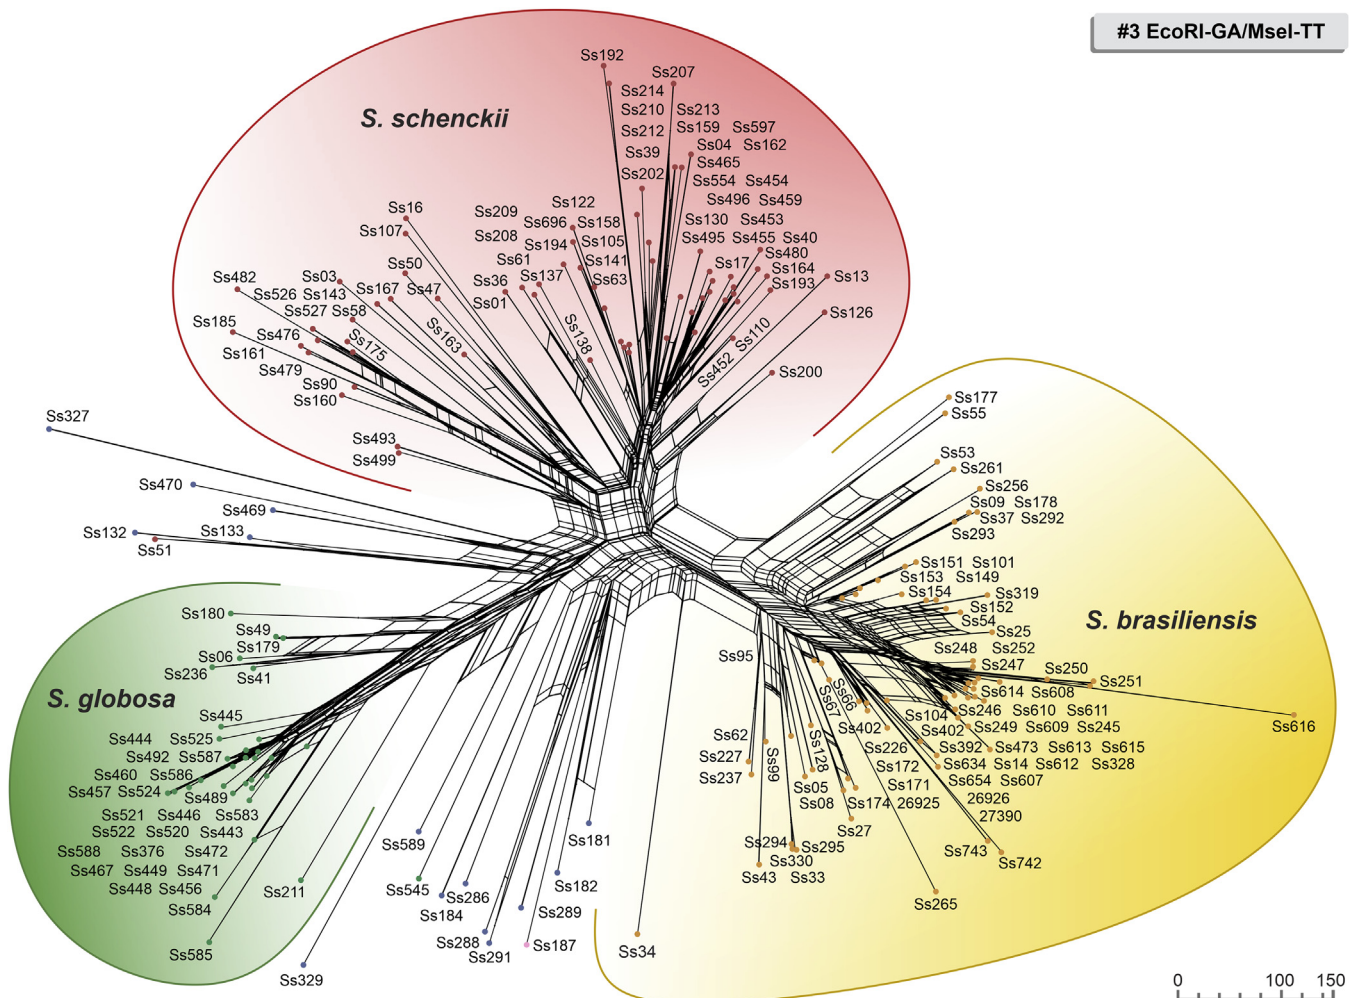 #3 EcoRI-GA/MseI-TT
Ss192
Ss207
Ss214
Ss210 Ss213
S. schenckii
Ss212 Ss159 Ss597
Ss04 Ss162
Ss39 Ss465
Ss202 Ss554 Ss454
Ss496 Ss459
Ss16 Ss209 Ss122
Ss107 Ss696 Ss158 Ss130 Ss453
Ss208 Ss194 Ss105 Ss495 Ss455 Ss40
Ss480
Ss50 Ss61 Ss141 Ss17 Ss164
Ss482 Ss03 Ss36 Ss137 Ss63 Ss193 Ss13
Ss526 Ss143 Ss167 Ss47 Ss01
Ss527 Ss58 Ss126
Ss185 Ss476 Ss175 Ss163 Ss138 Ss452 Ss110
Ss161
Ss479
Ss90 Ss200
Ss160
Ss177
Ss327 Ss55
Ss493
Ss499
Ss53
Ss261
Ss470 Ss256
Ss469 Ss09 Ss178
Ss37 Ss292
Ss132 Ss133 Ss293
Ss51
Ss151 Ss101
Ss153 Ss149
Ss154 Ss319
Ss180 Ss152
Ss54
S. brasiliensis
Ss49 Ss25
Ss179 Ss248 Ss252
Ss06 Ss95 Ss247 Ss250
Ss236 Ss41 Ss251
S. globosa
Ss66 Ss614 Ss608
Ss67 Ss104 Ss246 Ss610 Ss611
Ss445 Ss402 Ss402 Ss249 Ss609 Ss245
Ss616
Ss444 Ss525 Ss62
Ss492 Ss587 Ss227 Ss128 Ss226 Ss392 Ss473 Ss613 Ss615
Ss460 Ss586 Ss237 Ss99 Ss172 Ss634 Ss14 Ss612 Ss328
Ss457 Ss524 Ss489 Ss05 Ss171 Ss654 Ss607
Ss08 Ss174 26925 26926
Ss521 Ss446 Ss583 27390
Ss522 Ss520 Ss443 Ss27
Ss588 Ss376 Ss472 Ss589 Ss181 Ss294 Ss295 Ss743
Ss330 Ss742
Ss467 Ss449 Ss471 Ss43 Ss33
Ss448 Ss456 Ss211 Ss545 Ss286 Ss182
Ss584 Ss184 Ss289 Ss265
Ss585 Ss288 Ss187 Ss34
Ss291
Ss329
0 100 150